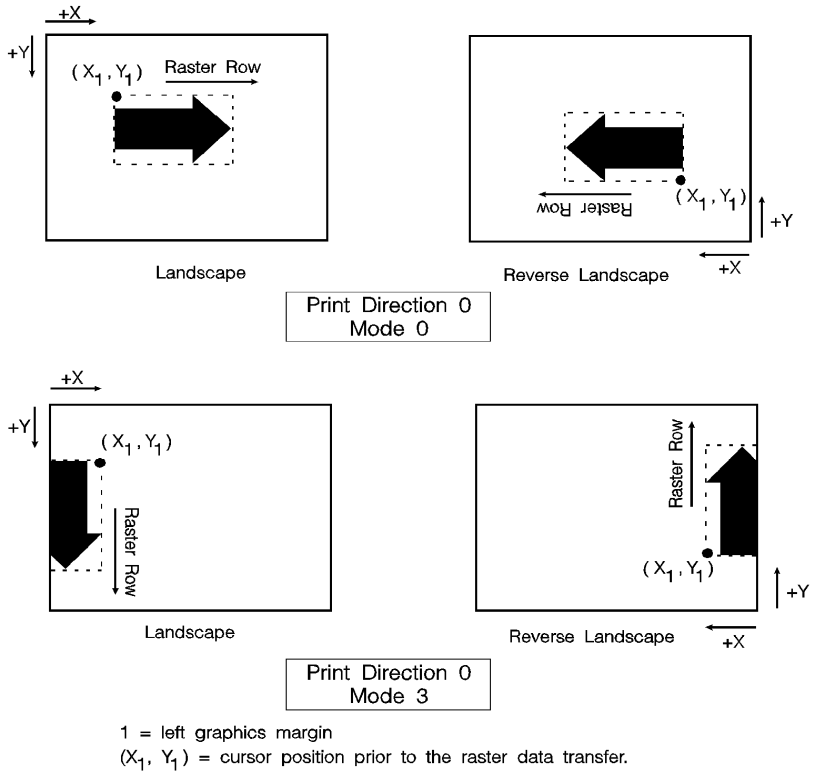 +X
+Y
(X1, Y1)
Raster Row
Landscape
Raster Row
(X1, Y1)
+Y
+X
Reverse Landscape
Print Direction 0
Mode 0
+X
+Y
(X1, Y1)
Raster Row
Landscape
Raster Row
(X1, Y1)
+Y
+X
Reverse Landscape
Print Direction 0
Mode 3
1 = left graphics margin
(X1, Y1) = cursor position prior to the raster data transfer.